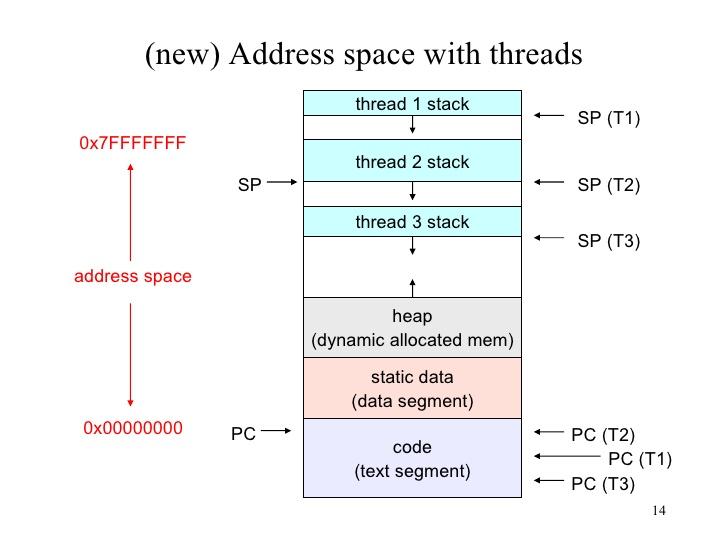 (new) Address space with threads
thread 1 stack
SP (T1)
0x7FFFFFFF
thread 2 stack
SP
SP (T2)
thread 3 stack
SP (T3)
address space
heap
(dynamic allocated mem)
static data
(data segment)
0x00000000
PC
code
(text segment)
PC (T2)
PC (T1)
PC (T3)
14